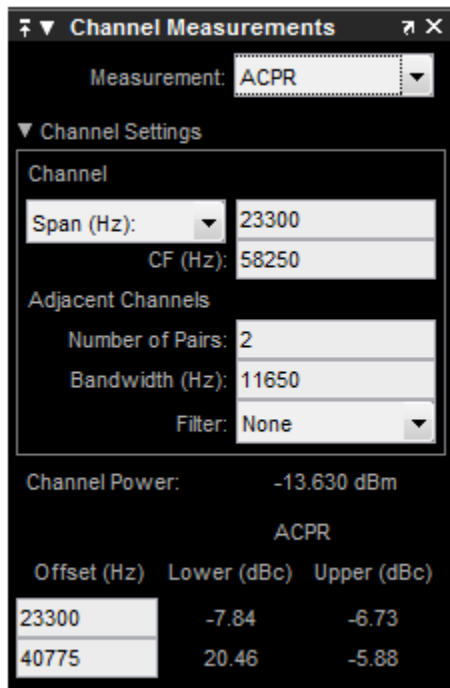 Channel Measurements
Measurement: ACPR
Channel Settings
Channel
Span (Hz): 23300
CF (Hz): 58250
Adjacent Channels
Number of Pairs: 2
Bandwidth (Hz): 11650
Filter: None
Channel Power: -13.630 dBm
ACPR
Offset (Hz) Lower (dBc) Upper (dBc)
23300 -7.84 -6.73
40775 20.46 -5.88